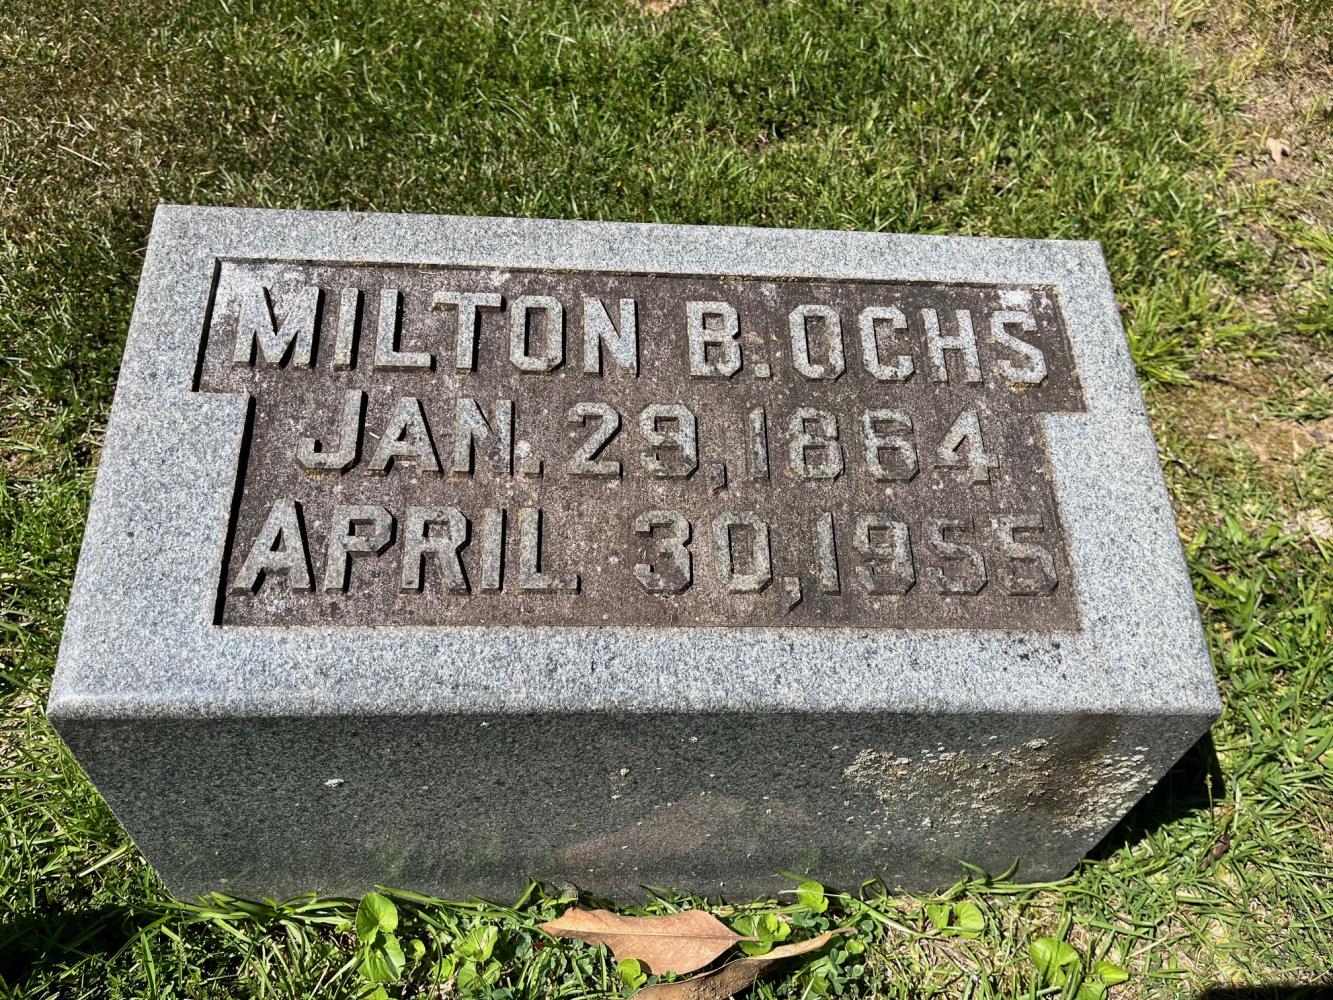 MILTON B. OCHS
JAN. 29, 1864
APRIL 30, 1955